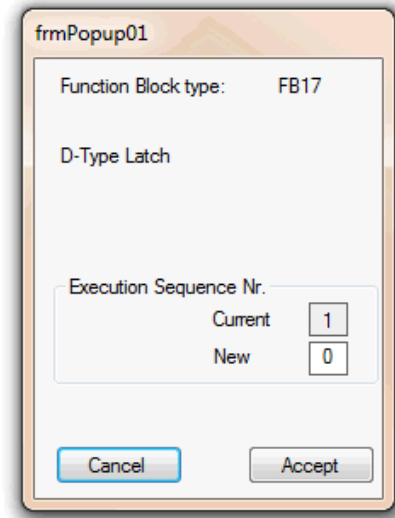 frmPopup01
Function Block type: FB17
D-Type Latch
Execution Sequence Nr.
Current 1
New 0
Cancel Accept